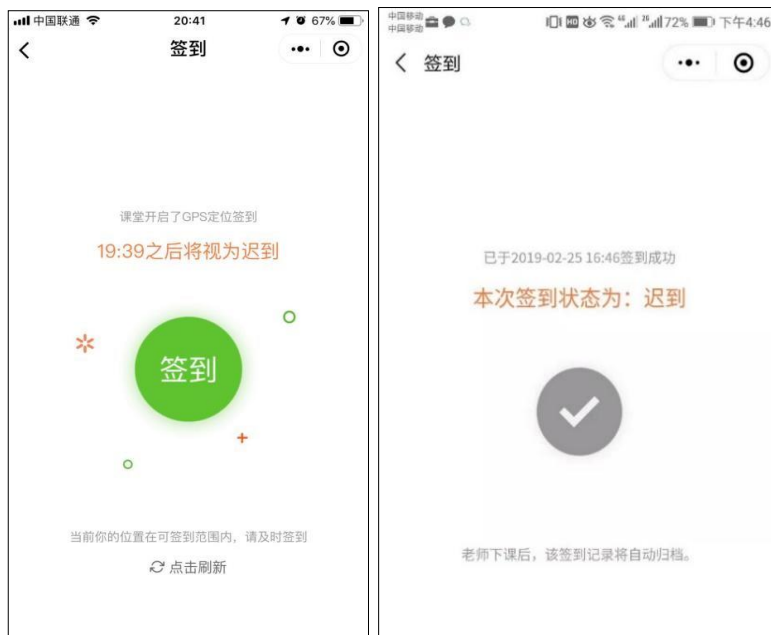 中国联通
20:41
67%
签到
课堂开启了GPS定位签到
19:39之后将视为迟到
签到
当前你的位置在可签到范围内，请及时签到
点击刷新
中国移动
中国移动
HD
46
26
72%
下午4:46
签到
已于2019-02-25 16:46签到成功
本次签到状态为：迟到
老师下课后，该签到记录将自动归档。